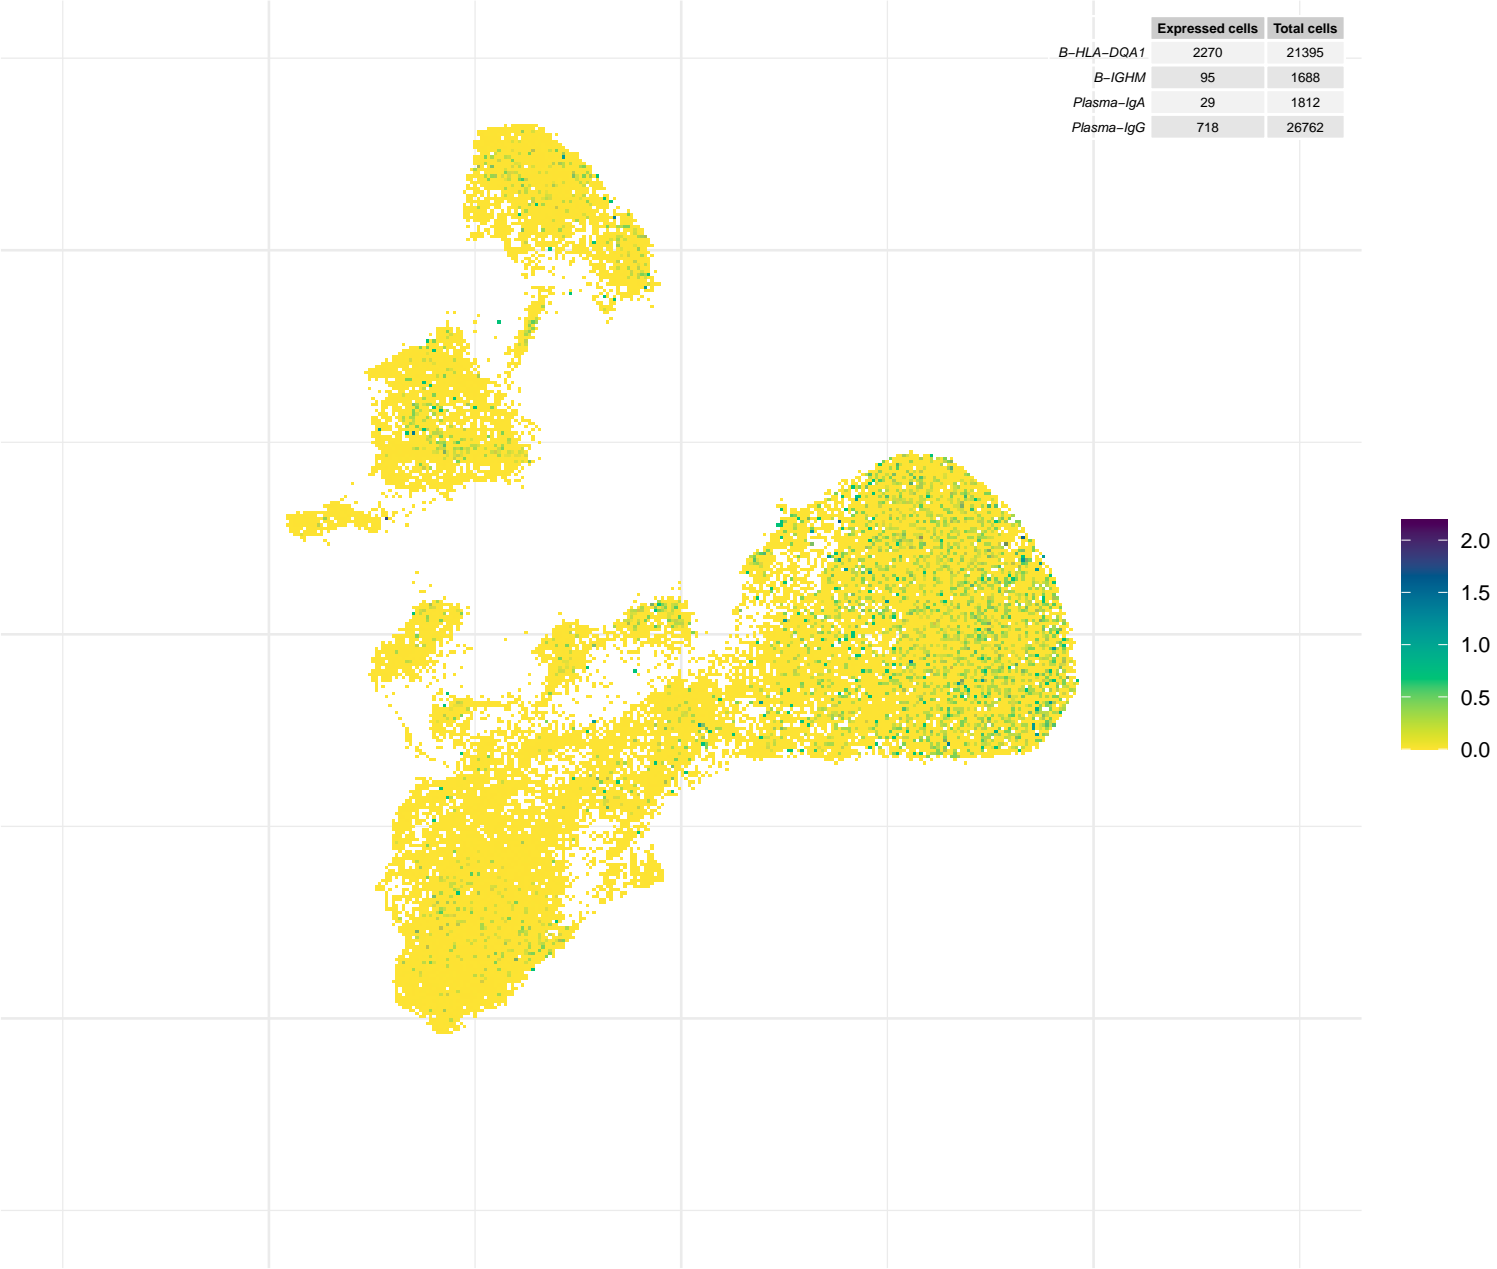 Expressed cells Total cells
B−HLA−DQA1 2270 21395
B−IGHM 95 1688
Plasma−IgA 29 1812
Plasma−IgG 718 26762
2.0
1.5
1.0
0.5
0.0